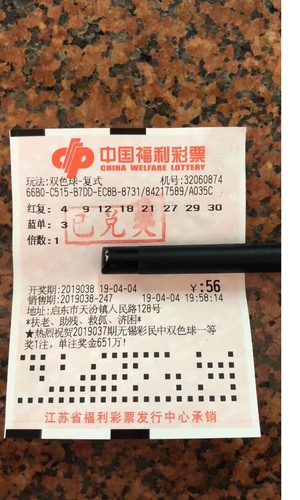 中国福利彩票
CHINA WELFARE LOTTERY
玩法:双色球-复式 机号:32060874
66B0-C515-B7DD-EC8B-8731/84217589/A035C
红复: 4 9 12 18 21 27 29 30
蓝单: 3
倍数:1
已兑奖
开奖期:2019038 19-04-04 ¥:56
销售期:2019038-247 19-04-04 19:58:14
地址:启东市天汾镇人民路128号
*扶老、助残、救孤、济困*
★热烈祝贺2019037期无锡彩民中双色球一等
奖1注,单注奖金651万!
江苏省福利彩票发行中心承销